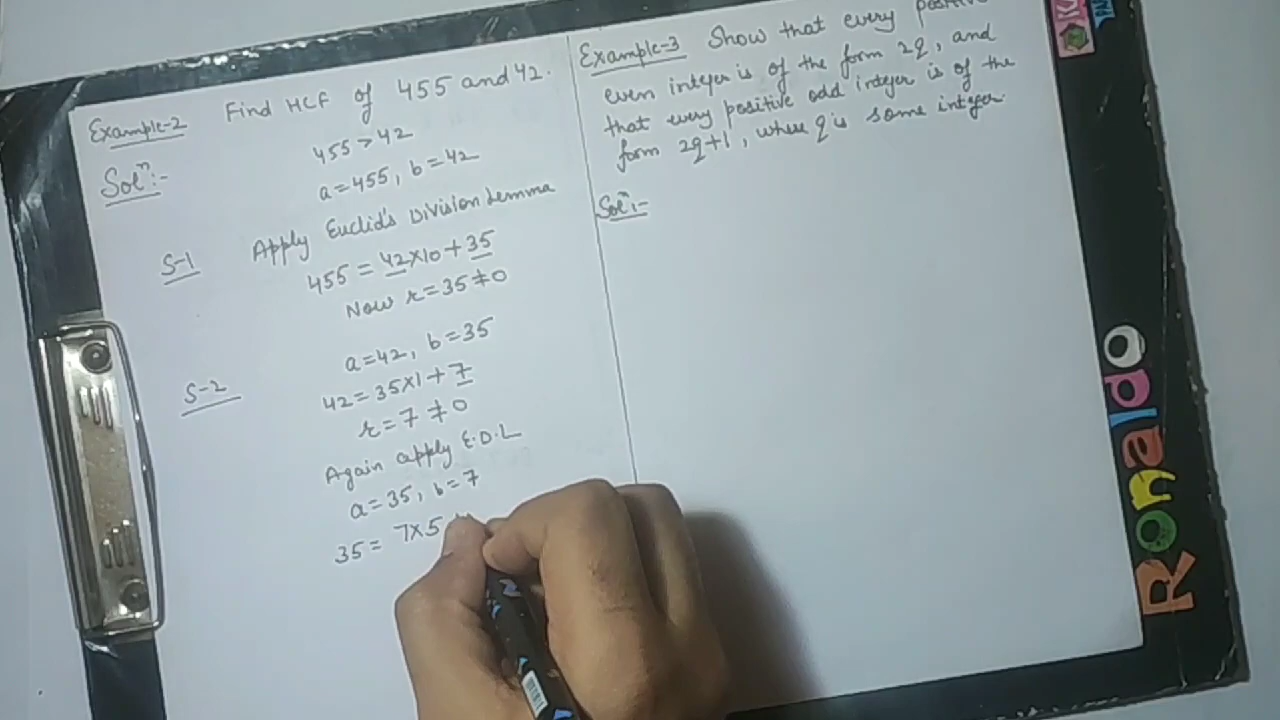 Example-2 Find HCF of 455 and 42.
Solⁿ:-
455 > 42
a=455, b=42
S-1 Apply Euclid's Division Lemma
455 = 42×10 + 35
Now r=35≠0
S-2 a=42, b=35
42 = 35×1 + 7
r=7≠0
Again apply E.D.L
a=35, b=7
35 = 7×5
Example-3 Show that every
even integer is of the form 2q, and
that every positive odd integer is of the
form 2q+1, where q is some integer.
Solⁿ:-
Ronaldo